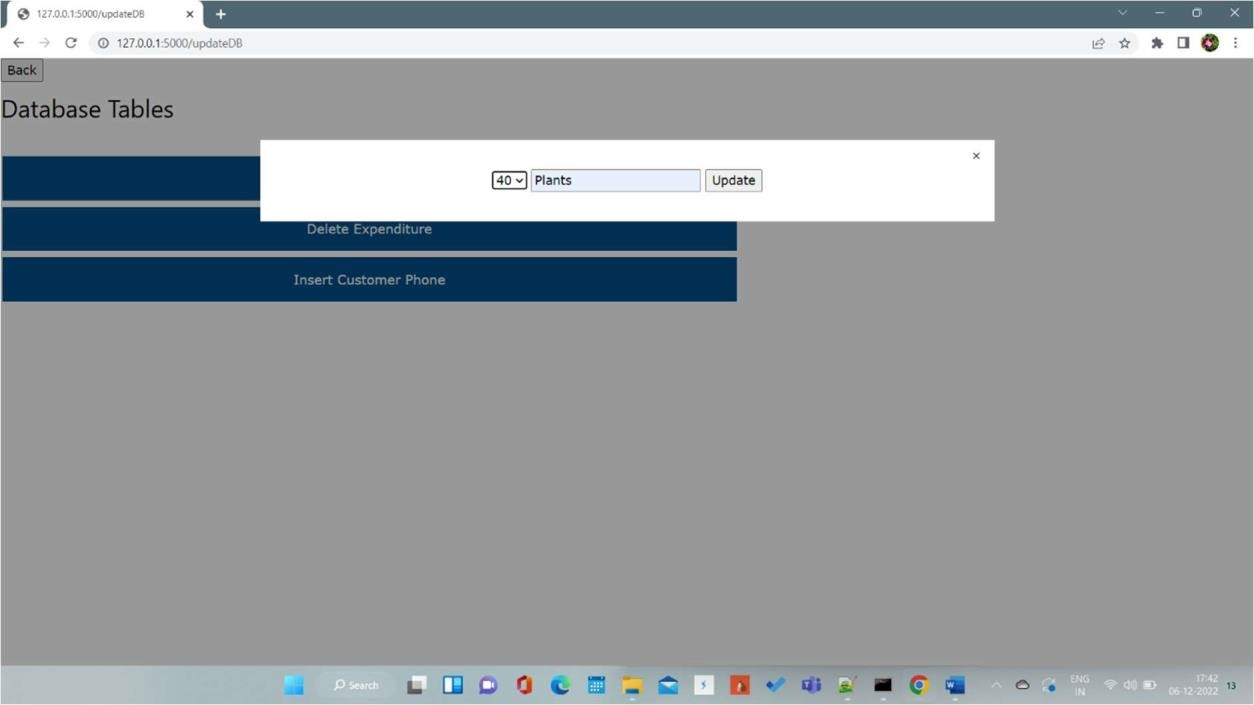 127.0.0.1:5000/updateDB
127.0.0.1:5000/updateDB
Back
Database Tables
40 Plants Update
Delete Expenditure
Insert Customer Phone
Search
ENG
IN
17:42
06-12-2022
13